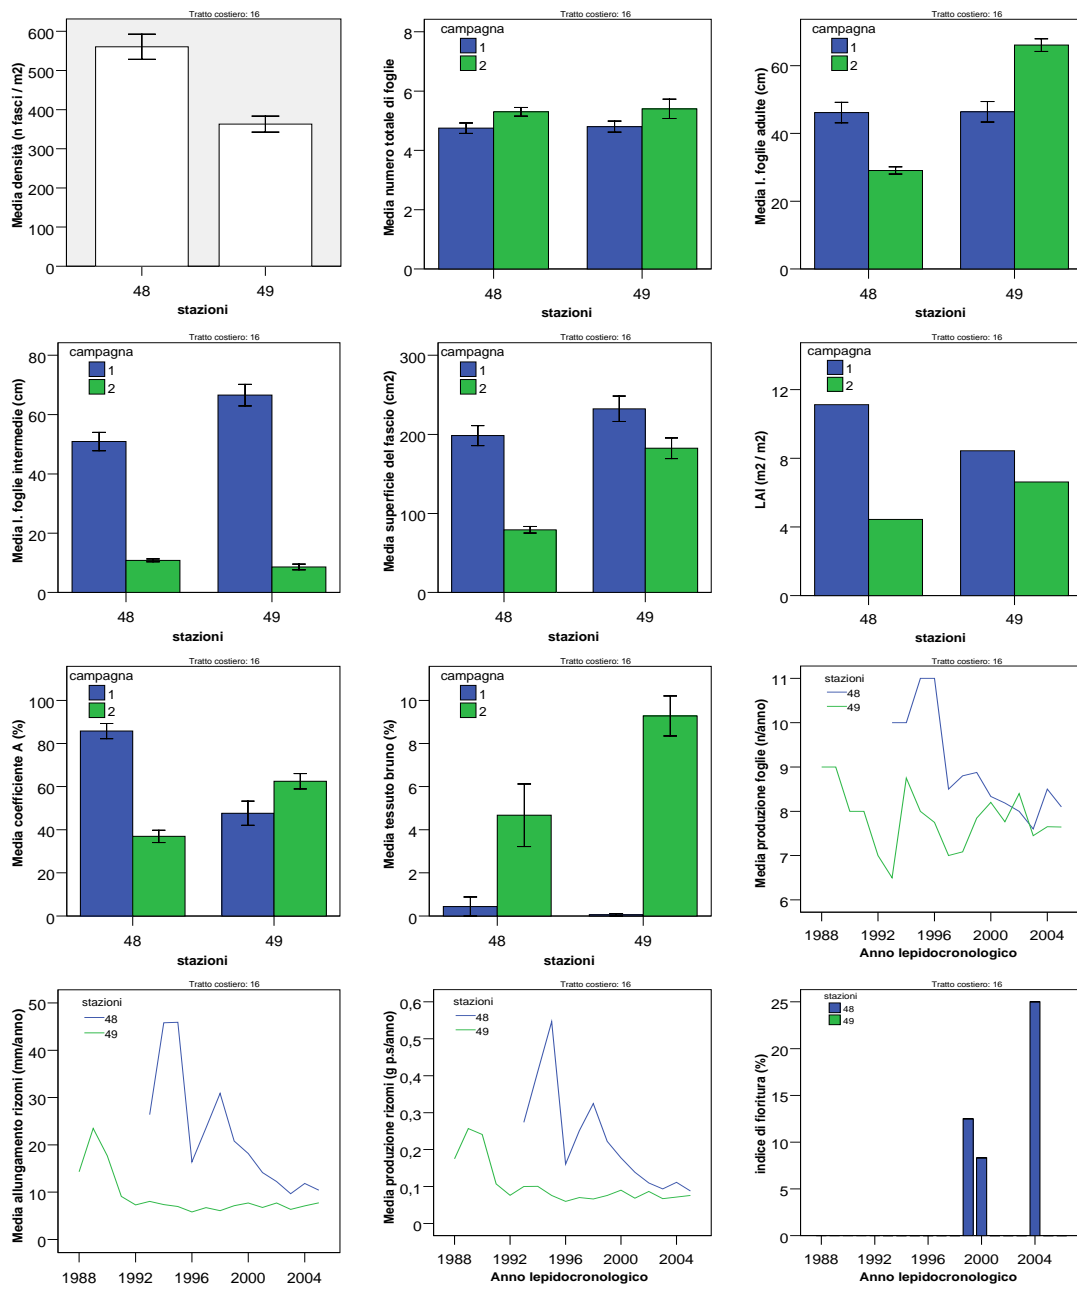 Tratto costiero: 16
Media densità (n fasci / m2)
600
500
400
300
200
100
0
48
49
stazioni
Tratto costiero: 16
Media numero totale di foglie
campagna
1
2
8
6
4
2
0
48
49
stazioni
Tratto costiero: 16
Media l. foglie adulte (cm)
campagna
1
2
60
40
20
0
48
49
stazioni
Tratto costiero: 16
Media l. foglie intermedie (cm)
campagna
1
2
80
60
40
20
0
48
49
stazioni
Tratto costiero: 16
Media superficie del fascio (cm2)
campagna
1
2
300
200
100
0
48
49
stazioni
Tratto costiero: 16
LAI (m2 / m2)
campagna
1
2
12
8
4
0
48
49
stazioni
Tratto costiero: 16
Media coefficiente A (%)
campagna
1
2
100
80
60
40
20
0
48
49
stazioni
Tratto costiero: 16
Media tessuto bruno (%)
campagna
1
2
10
8
6
4
2
0
48
49
stazioni
Tratto costiero: 16
Media produzione foglie (n/anno)
stazioni
48
49
11
10
9
8
7
6
1988 1992 1996 2000 2004
Anno lepidocronologico
Tratto costiero: 16
Media allungamento rizomi (mm/anno)
stazioni
48
49
50
40
30
20
10
0
1988 1992 1996 2000 2004
Tratto costiero: 16
Media produzione rizomi (g p.s/anno)
stazioni
48
49
0,6
0,5
0,4
0,3
0,2
0,1
0
1988 1992 1996 2000 2004
Anno lepidocronologico
Tratto costiero: 16
indice di fioritura (%)
stazioni
48
49
25
20
15
10
5
0
1988 1992 1996 2000 2004
Anno lepidocronologico